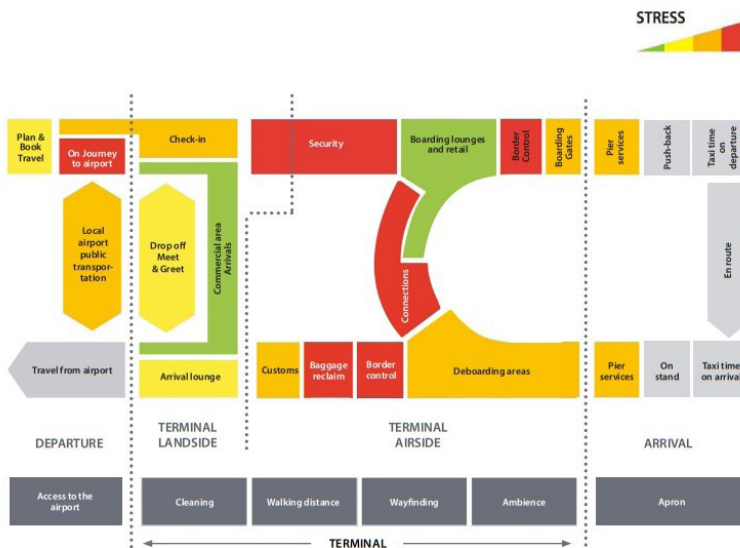 STRESS
Plan &
Book
Travel
On Journey
to airport
Check-in
Security
Boarding lounges
and retail
Border
Control
Boarding
Gates
Pier
services
Push-back
Taxi time
on
departure
Local
airport
public
transpor-
tation
Drop off
Meet
& Greet
Commercial area
Arrivals
Connections
En route
Travel from airport
Arrival lounge
Customs
Baggage
reclaim
Border
control
Deboarding areas
Pier
services
On
stand
Taxi time
on arrival
DEPARTURE
TERMINAL
LANDSIDE
TERMINAL
AIRSIDE
ARRIVAL
Access to the
airport
Cleaning
Walking distance
Wayfinding
Ambience
Apron
TERMINAL